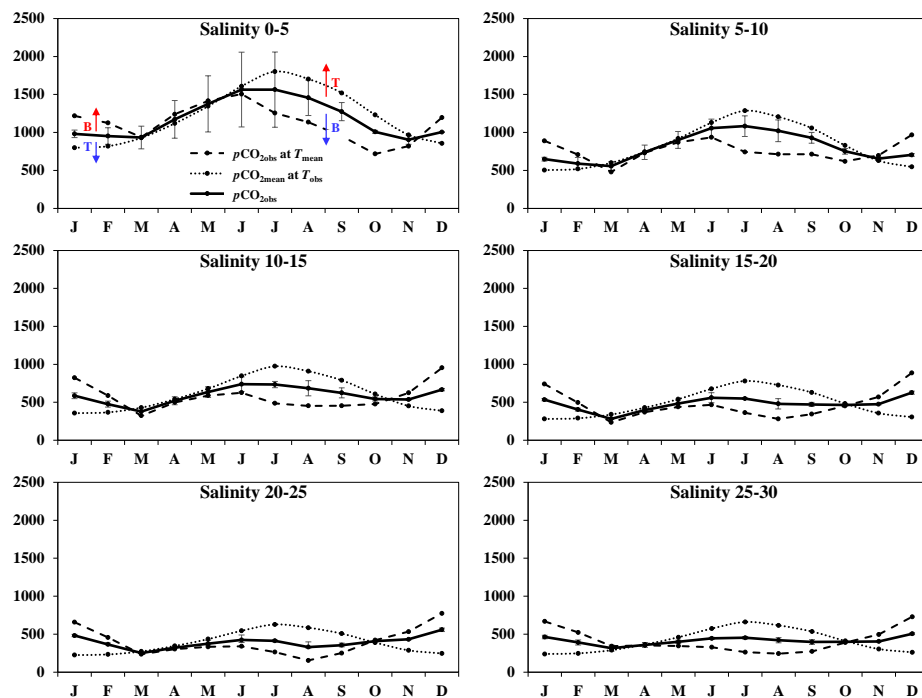 Salinity 0-5
2500
2000
1500
1000
500
0
B
T
T
B
pCO2obs at Tmean
pCO2mean at Tobs
pCO2obs
J F M A M J J A S O N D
Salinity 5-10
2500
2000
1500
1000
500
0
J F M A M J J A S O N D
Salinity 10-15
2500
2000
1500
1000
500
0
J F M A M J J A S O N D
Salinity 15-20
2500
2000
1500
1000
500
0
J F M A M J J A S O N D
Salinity 20-25
2500
2000
1500
1000
500
0
J F M A M J J A S O N D
Salinity 25-30
2500
2000
1500
1000
500
0
J F M A M J J A S O N D